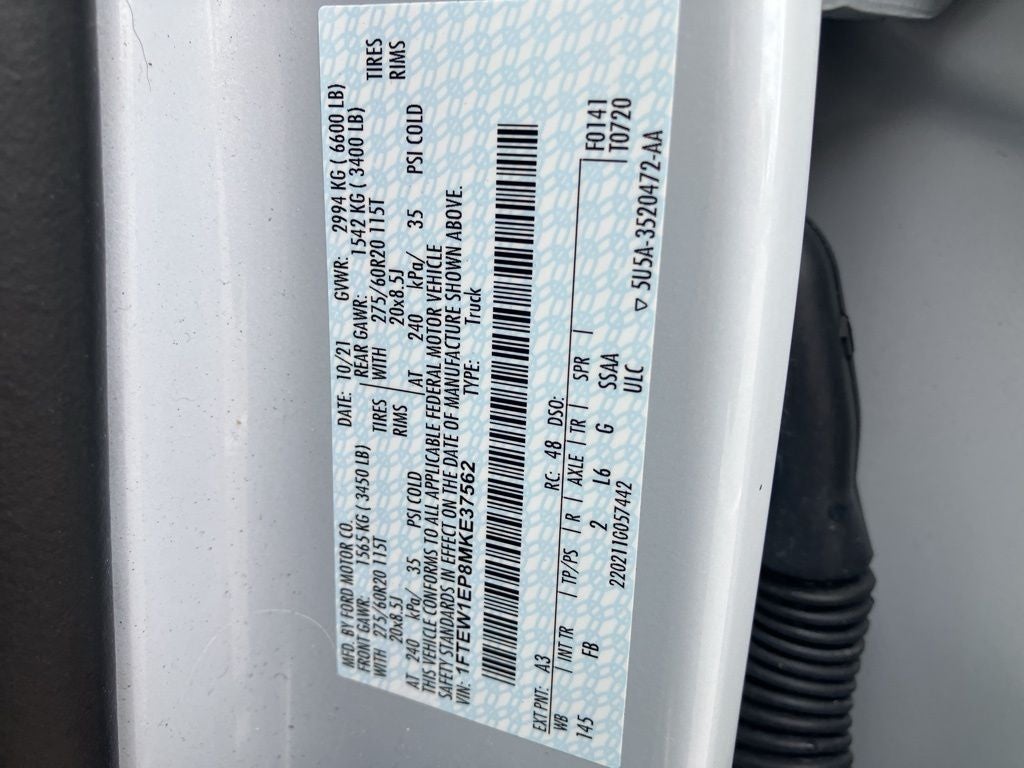 MFD. BY FORD MOTOR CO. DATE: 10/21 GVWR: 2994 KG ( 6600 LB)
FRONT GAWR: 1565 KG ( 3450 LB) REAR GAWR: 1542 KG ( 3400 LB)
WITH 275/60R20 115T TIRES WITH 275/60R20 115T TIRES
20x8.5J RIMS 20x8.5J RIMS
AT 240 kPa/ 35 PSI COLD AT 240 kPa/ 35 PSI COLD
THIS VEHICLE CONFORMS TO ALL APPLICABLE FEDERAL MOTOR VEHICLE
SAFETY STANDARDS IN EFFECT ON THE DATE OF MANUFACTURE SHOWN ABOVE.
VIN: 1FTEW1EP8MKE37562 TYPE: Truck
EXT PNT: A3 RC: 48 DSO: F0141
WB | INT TR | TP/PS | R | AXLE | TR | SPR | T0720
145 FB 2 L6 G SSAA
220211G057442 ULC
▽ 5U5A-3520472-AA